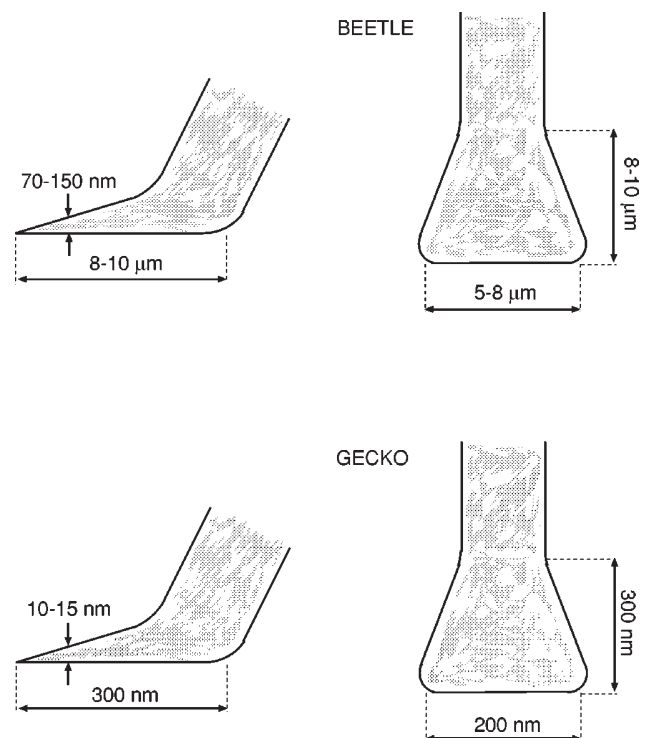 BEETLE
70-150 nm
8-10 μm
8-10 μm
5-8 μm
GECKO
10-15 nm
300 nm
300 nm
200 nm